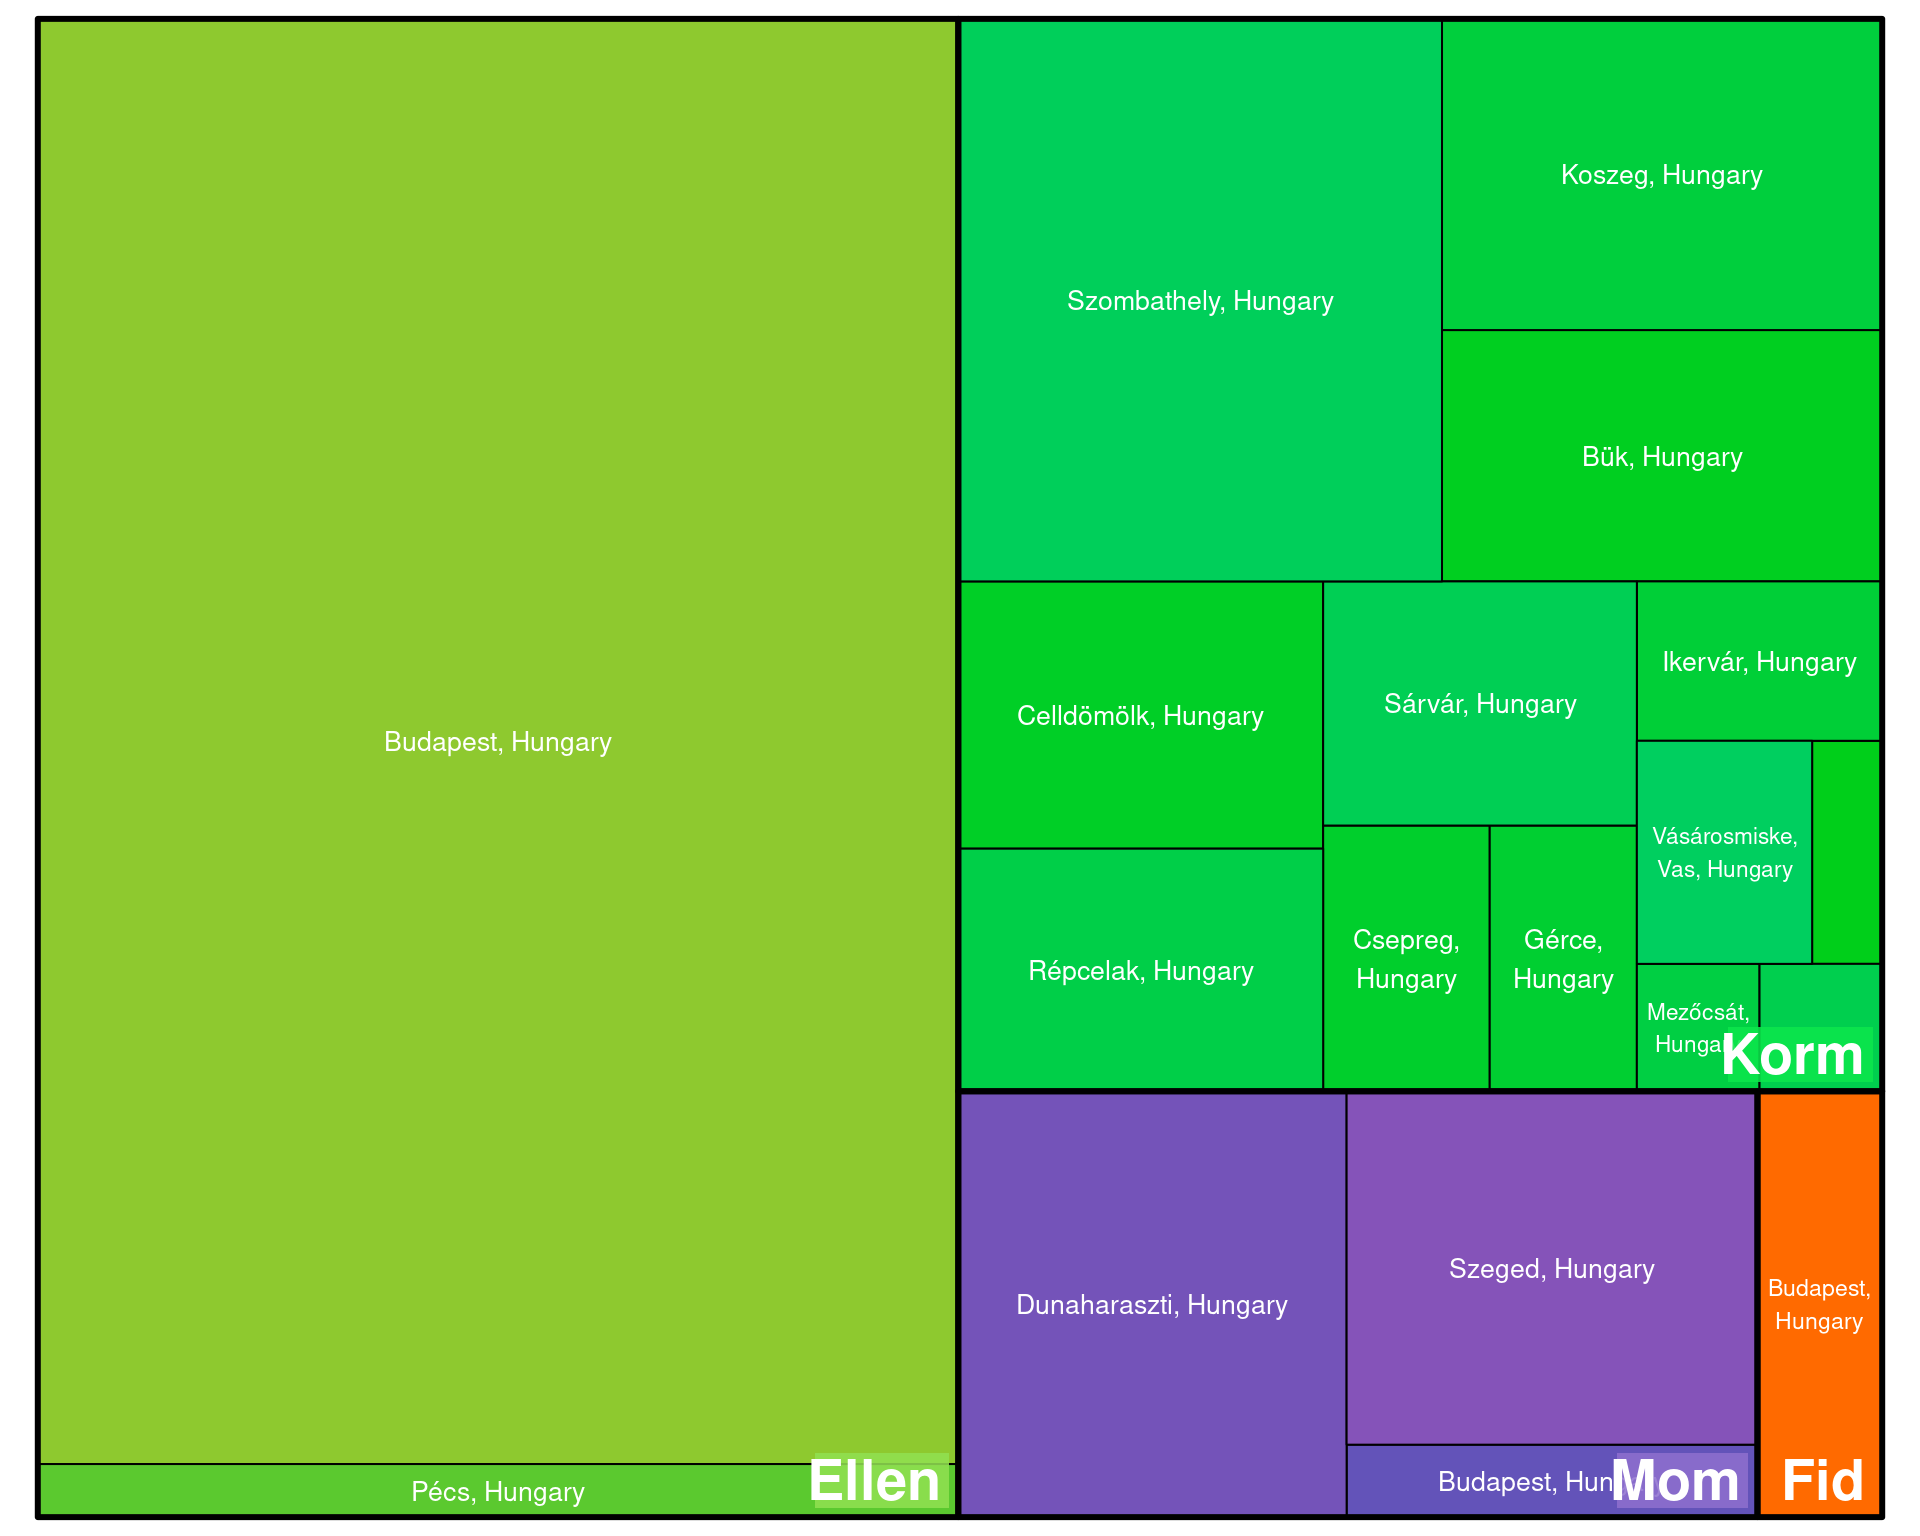 Budapest, Hungary
Pécs, Hungary
Ellen
Szombathely, Hungary
Koszeg, Hungary
Bük, Hungary
Celldömölk, Hungary
Sárvár, Hungary
Ikervár, Hungary
Vásárosmiske,
Vas, Hungary
Répcelak, Hungary
Csepreg,
Hungary
Gérce,
Hungary
Mezőcsát,
Korm
Dunaharaszti, Hungary
Szeged, Hungary
Budapest,
Mom
Budapest,
Hungary
Fid